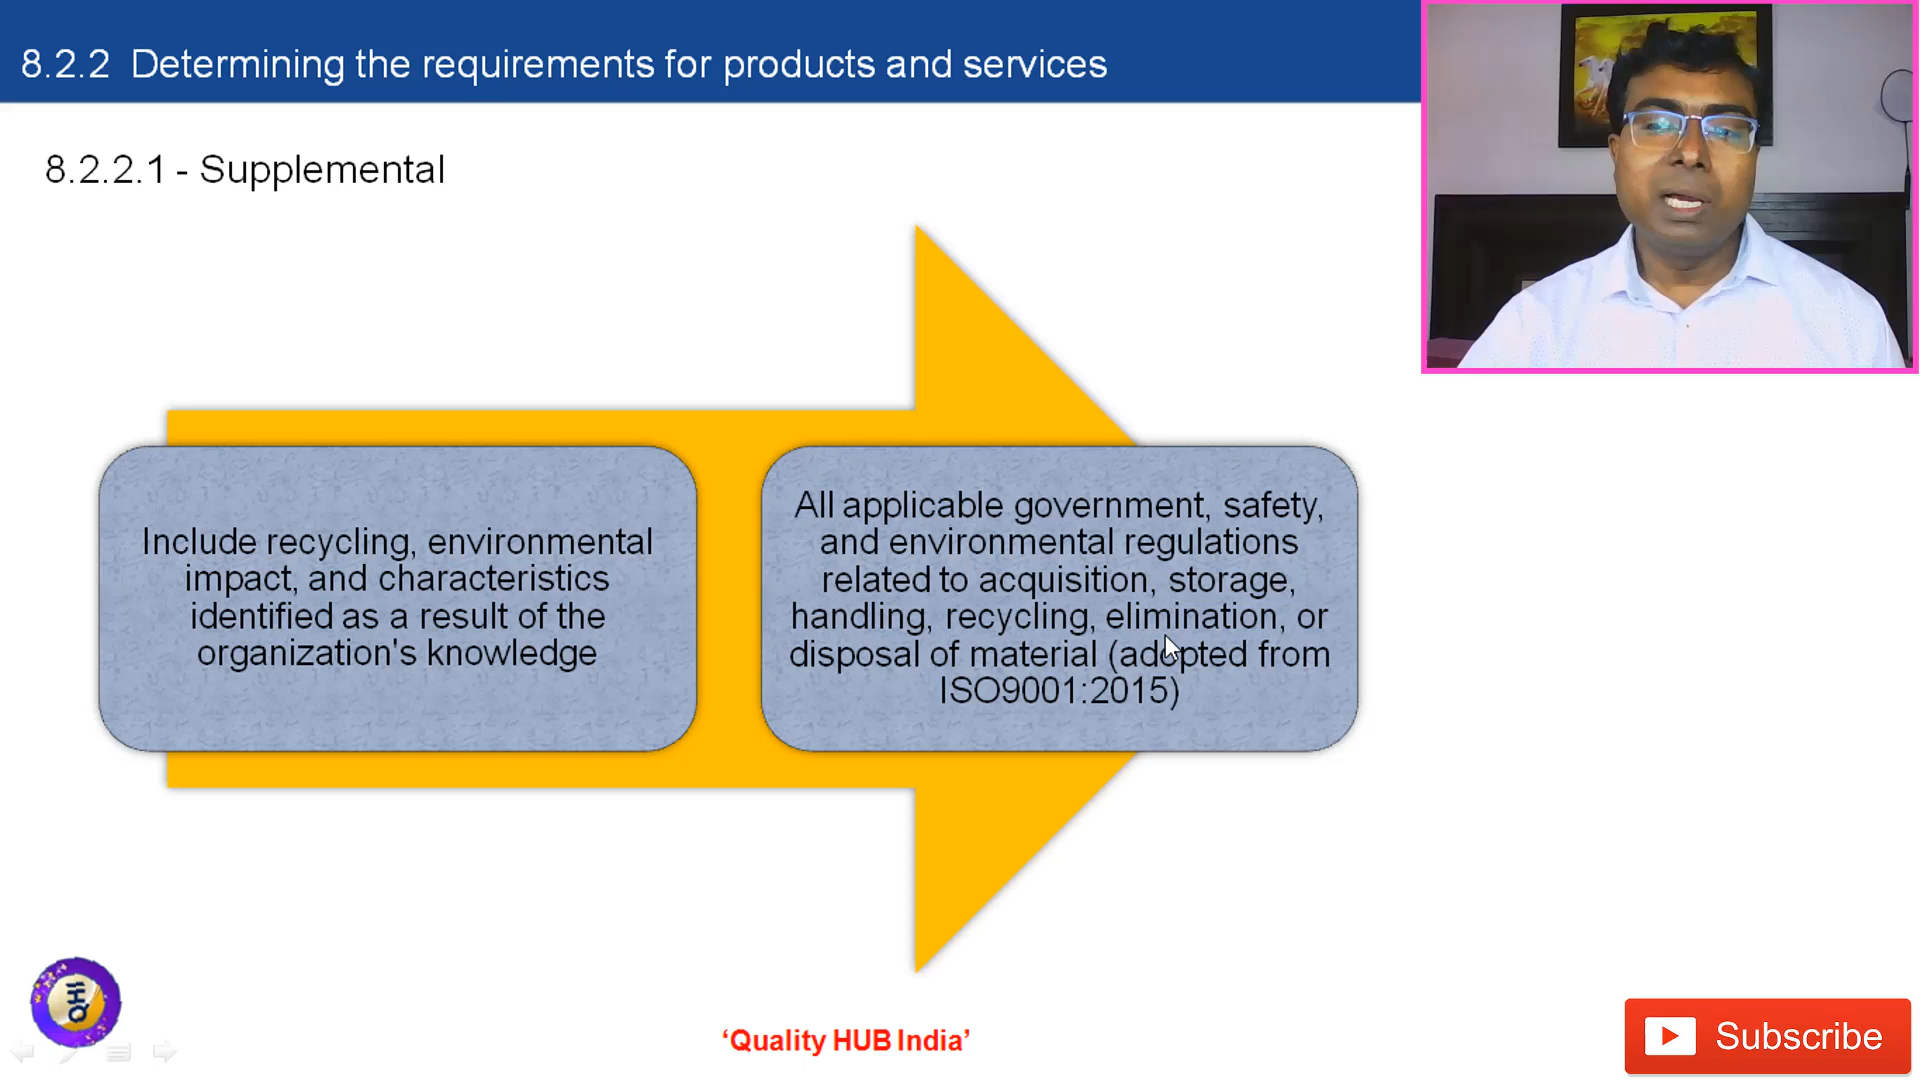 8.2.2 Determining the requirements for products and services
8.2.2.1 - Supplemental
Include recycling, environmental
impact, and characteristics
identified as a result of the
organization's knowledge
All applicable government, safety,
and environmental regulations
related to acquisition, storage,
handling, recycling, elimination, or
disposal of material (adopted from
ISO9001:2015)
‘Quality HUB India’
Subscribe